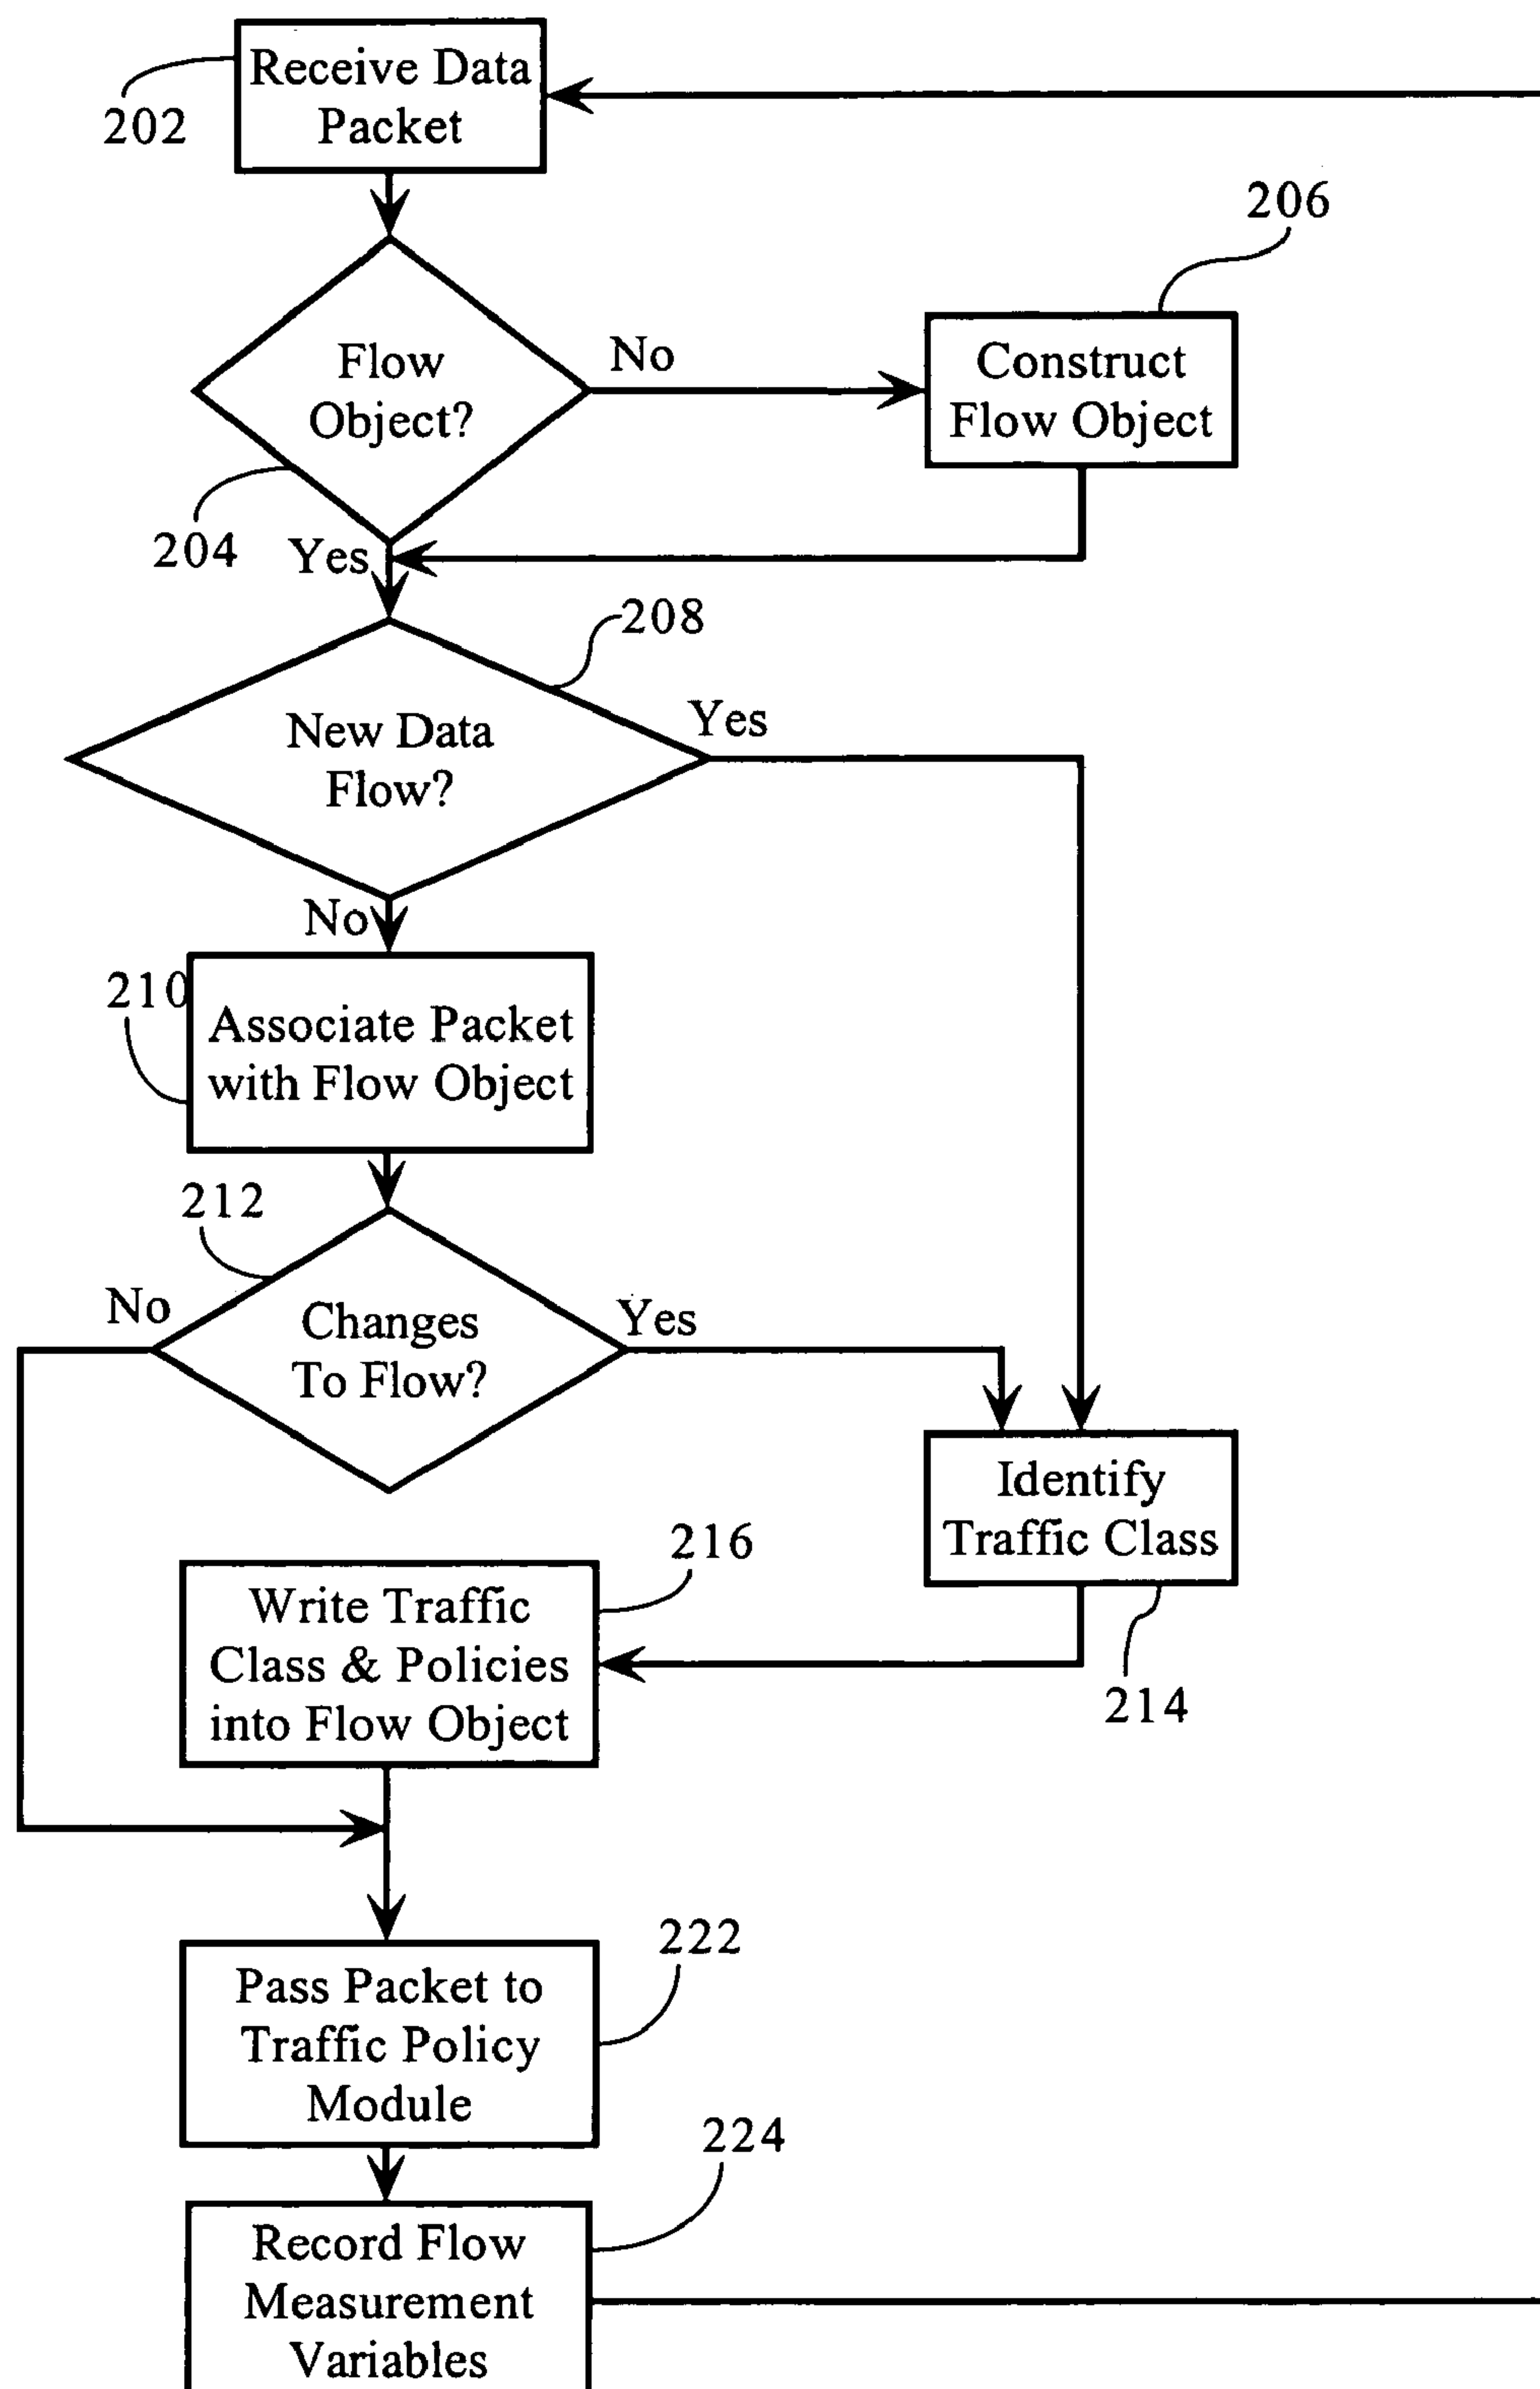 Receive Data
Packet
202
206
Flow
Object?
No
Construct
Flow Object
204
Yes
208
New Data
Flow?
Yes
No
210
Associate Packet
with Flow Object
212
No
Changes
To Flow?
Yes
Identify
Traffic Class
216
Write Traffic
Class & Policies
into Flow Object
214
222
Pass Packet to
Traffic Policy
Module
224
Record Flow
Measurement
Variables